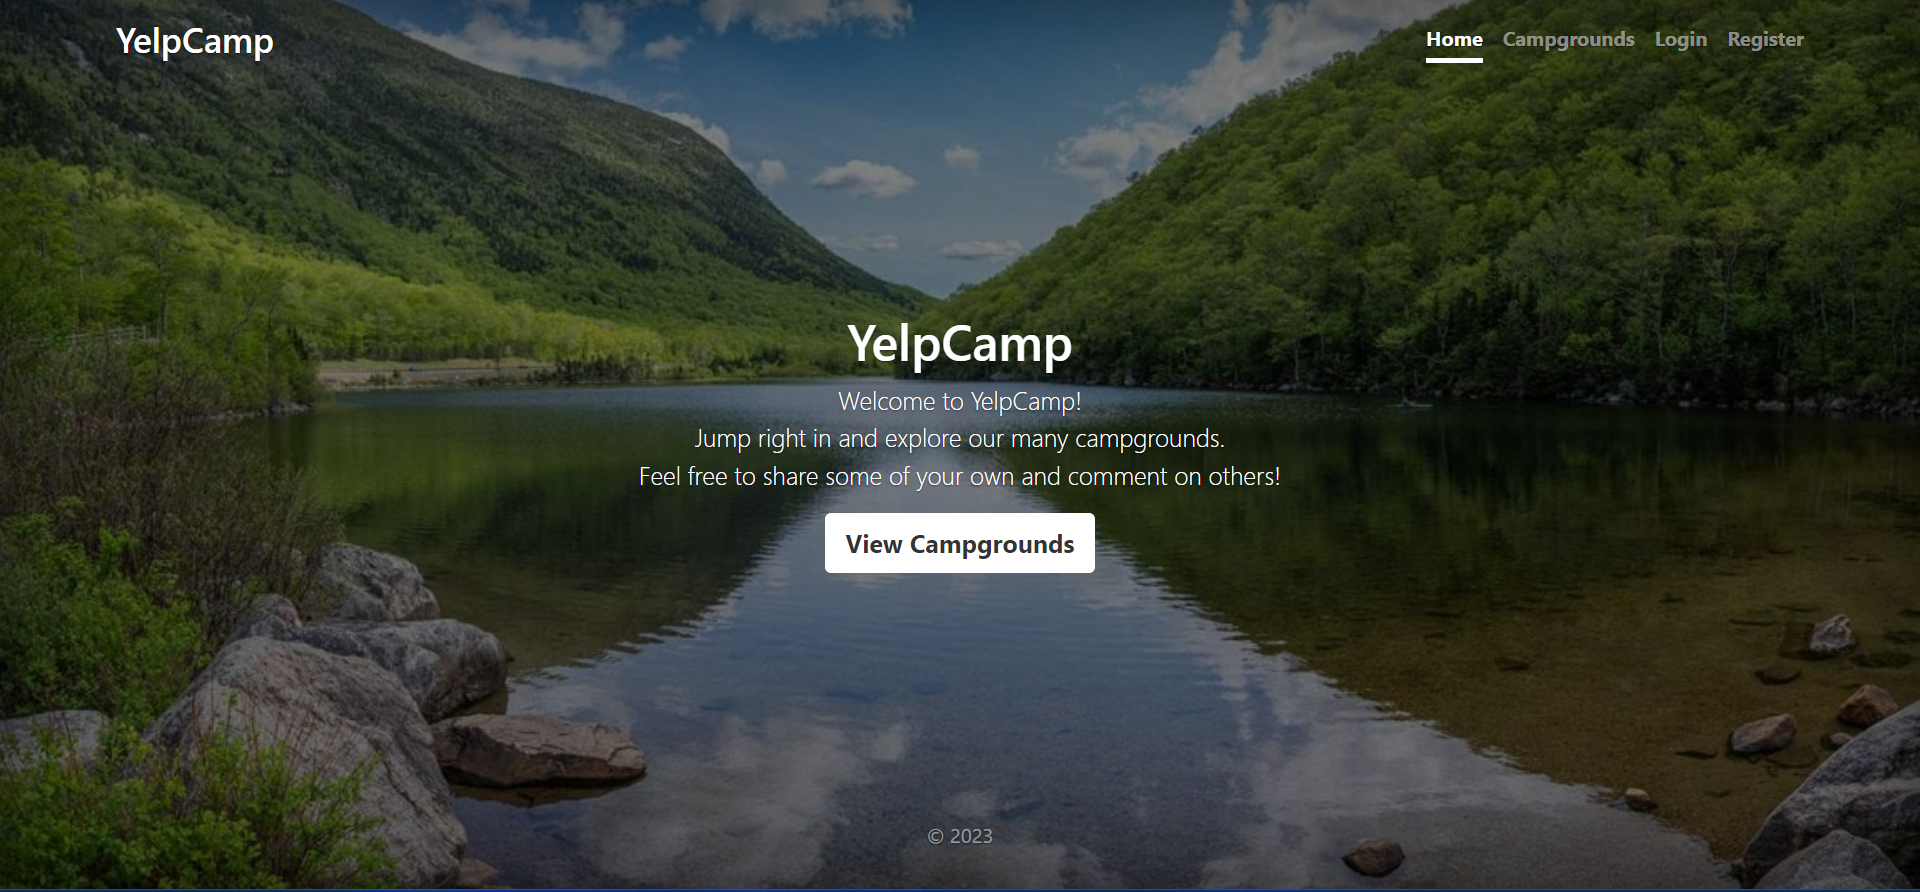 YelpCamp
Home Campgrounds Login Register
YelpCamp
Welcome to YelpCamp!
Jump right in and explore our many campgrounds.
Feel free to share some of your own and comment on others!
View Campgrounds
© 2023